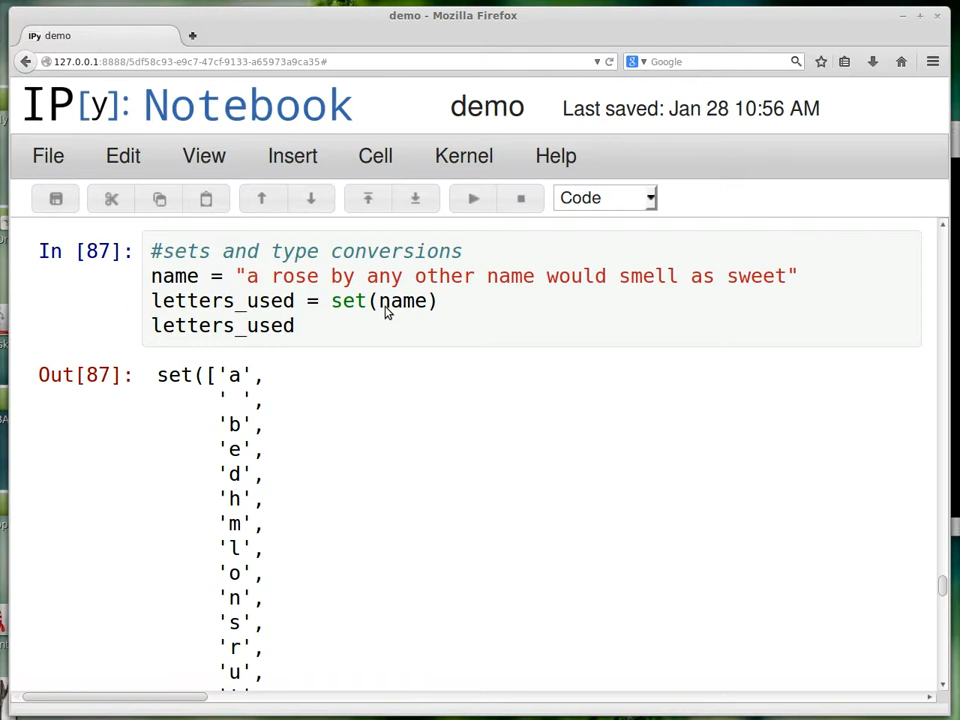 demo - Mozilla Firefox
IPy demo
127.0.0.1:8888/5df58c93-e9c7-47cf-9133-a65973a9ca35#
Google
IP[y]: Notebook demo Last saved: Jan 28 10:56 AM
File Edit View Insert Cell Kernel Help
Code
In [87]: #sets and type conversions
name = "a rose by any other name would smell as sweet"
letters_used = set(name)
letters_used
Out[87]: set(['a',
' ',
'b',
'e',
'd',
'h',
'm',
'l',
'o',
'n',
's',
'r',
'u',